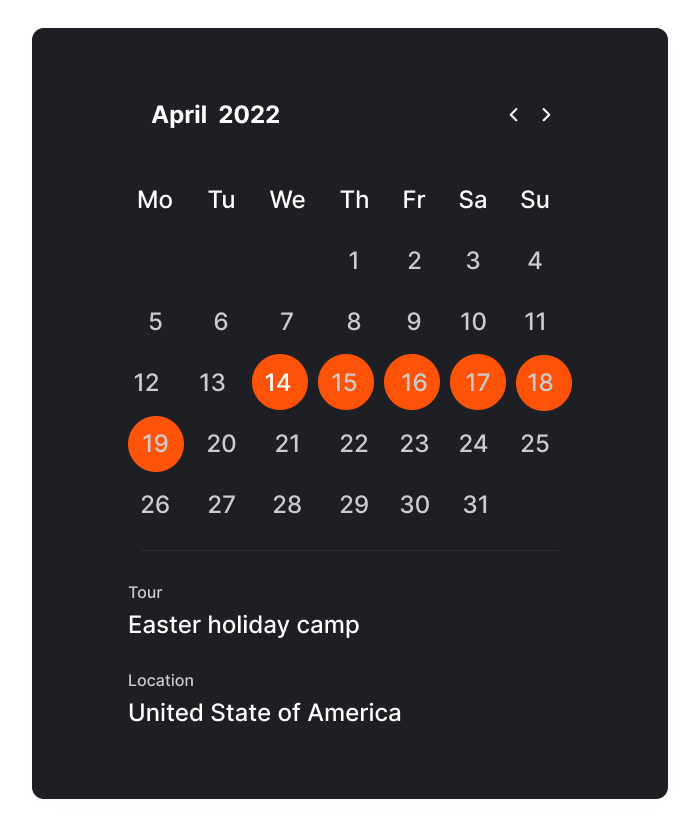 April 2022
Mo Tu We Th Fr Sa Su
1 2 3 4
5 6 7 8 9 10 11
12 13 14 15 16 17 18
19 20 21 22 23 24 25
26 27 28 29 30 31
Tour
Easter holiday camp
Location
United State of America